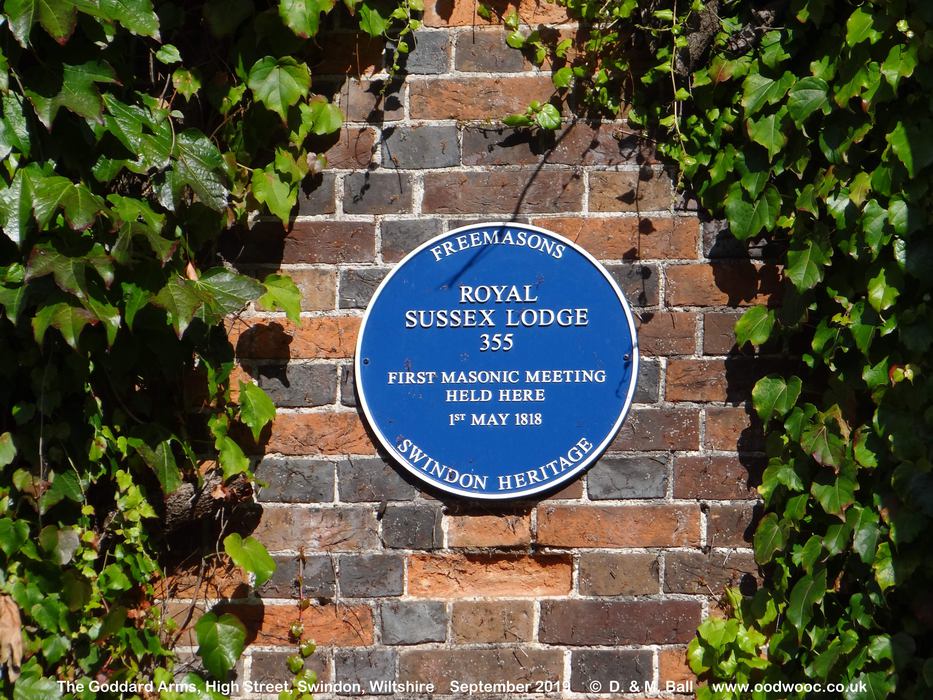 FREEMASONS
ROYAL
SUSSEX LODGE
355
FIRST MASONIC MEETING
HELD HERE
1ST MAY 1818
SWINDON HERITAGE
The Goddard Arms, High Street, Swindon, Wiltshire September 2019 © D. & M. Ball www.oodwooc.co.uk